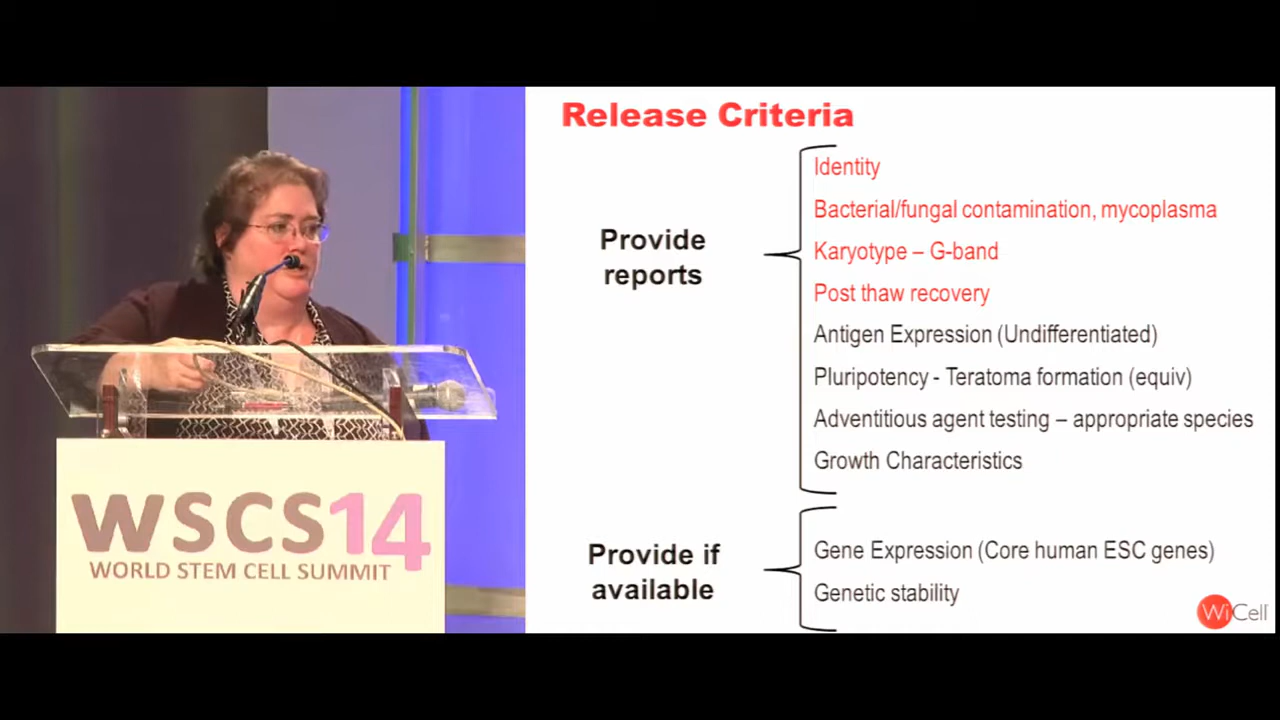 Release Criteria
Provide
reports
Identity
Bacterial/fungal contamination, mycoplasma
Karyotype – G-band
Post thaw recovery
Antigen Expression (Undifferentiated)
Pluripotency - Teratoma formation (equiv)
Adventitious agent testing – appropriate species
Growth Characteristics
Provide if
available
Gene Expression (Core human ESC genes)
Genetic stability
WiCell
WSCS14
WORLD STEM CELL SUMMIT